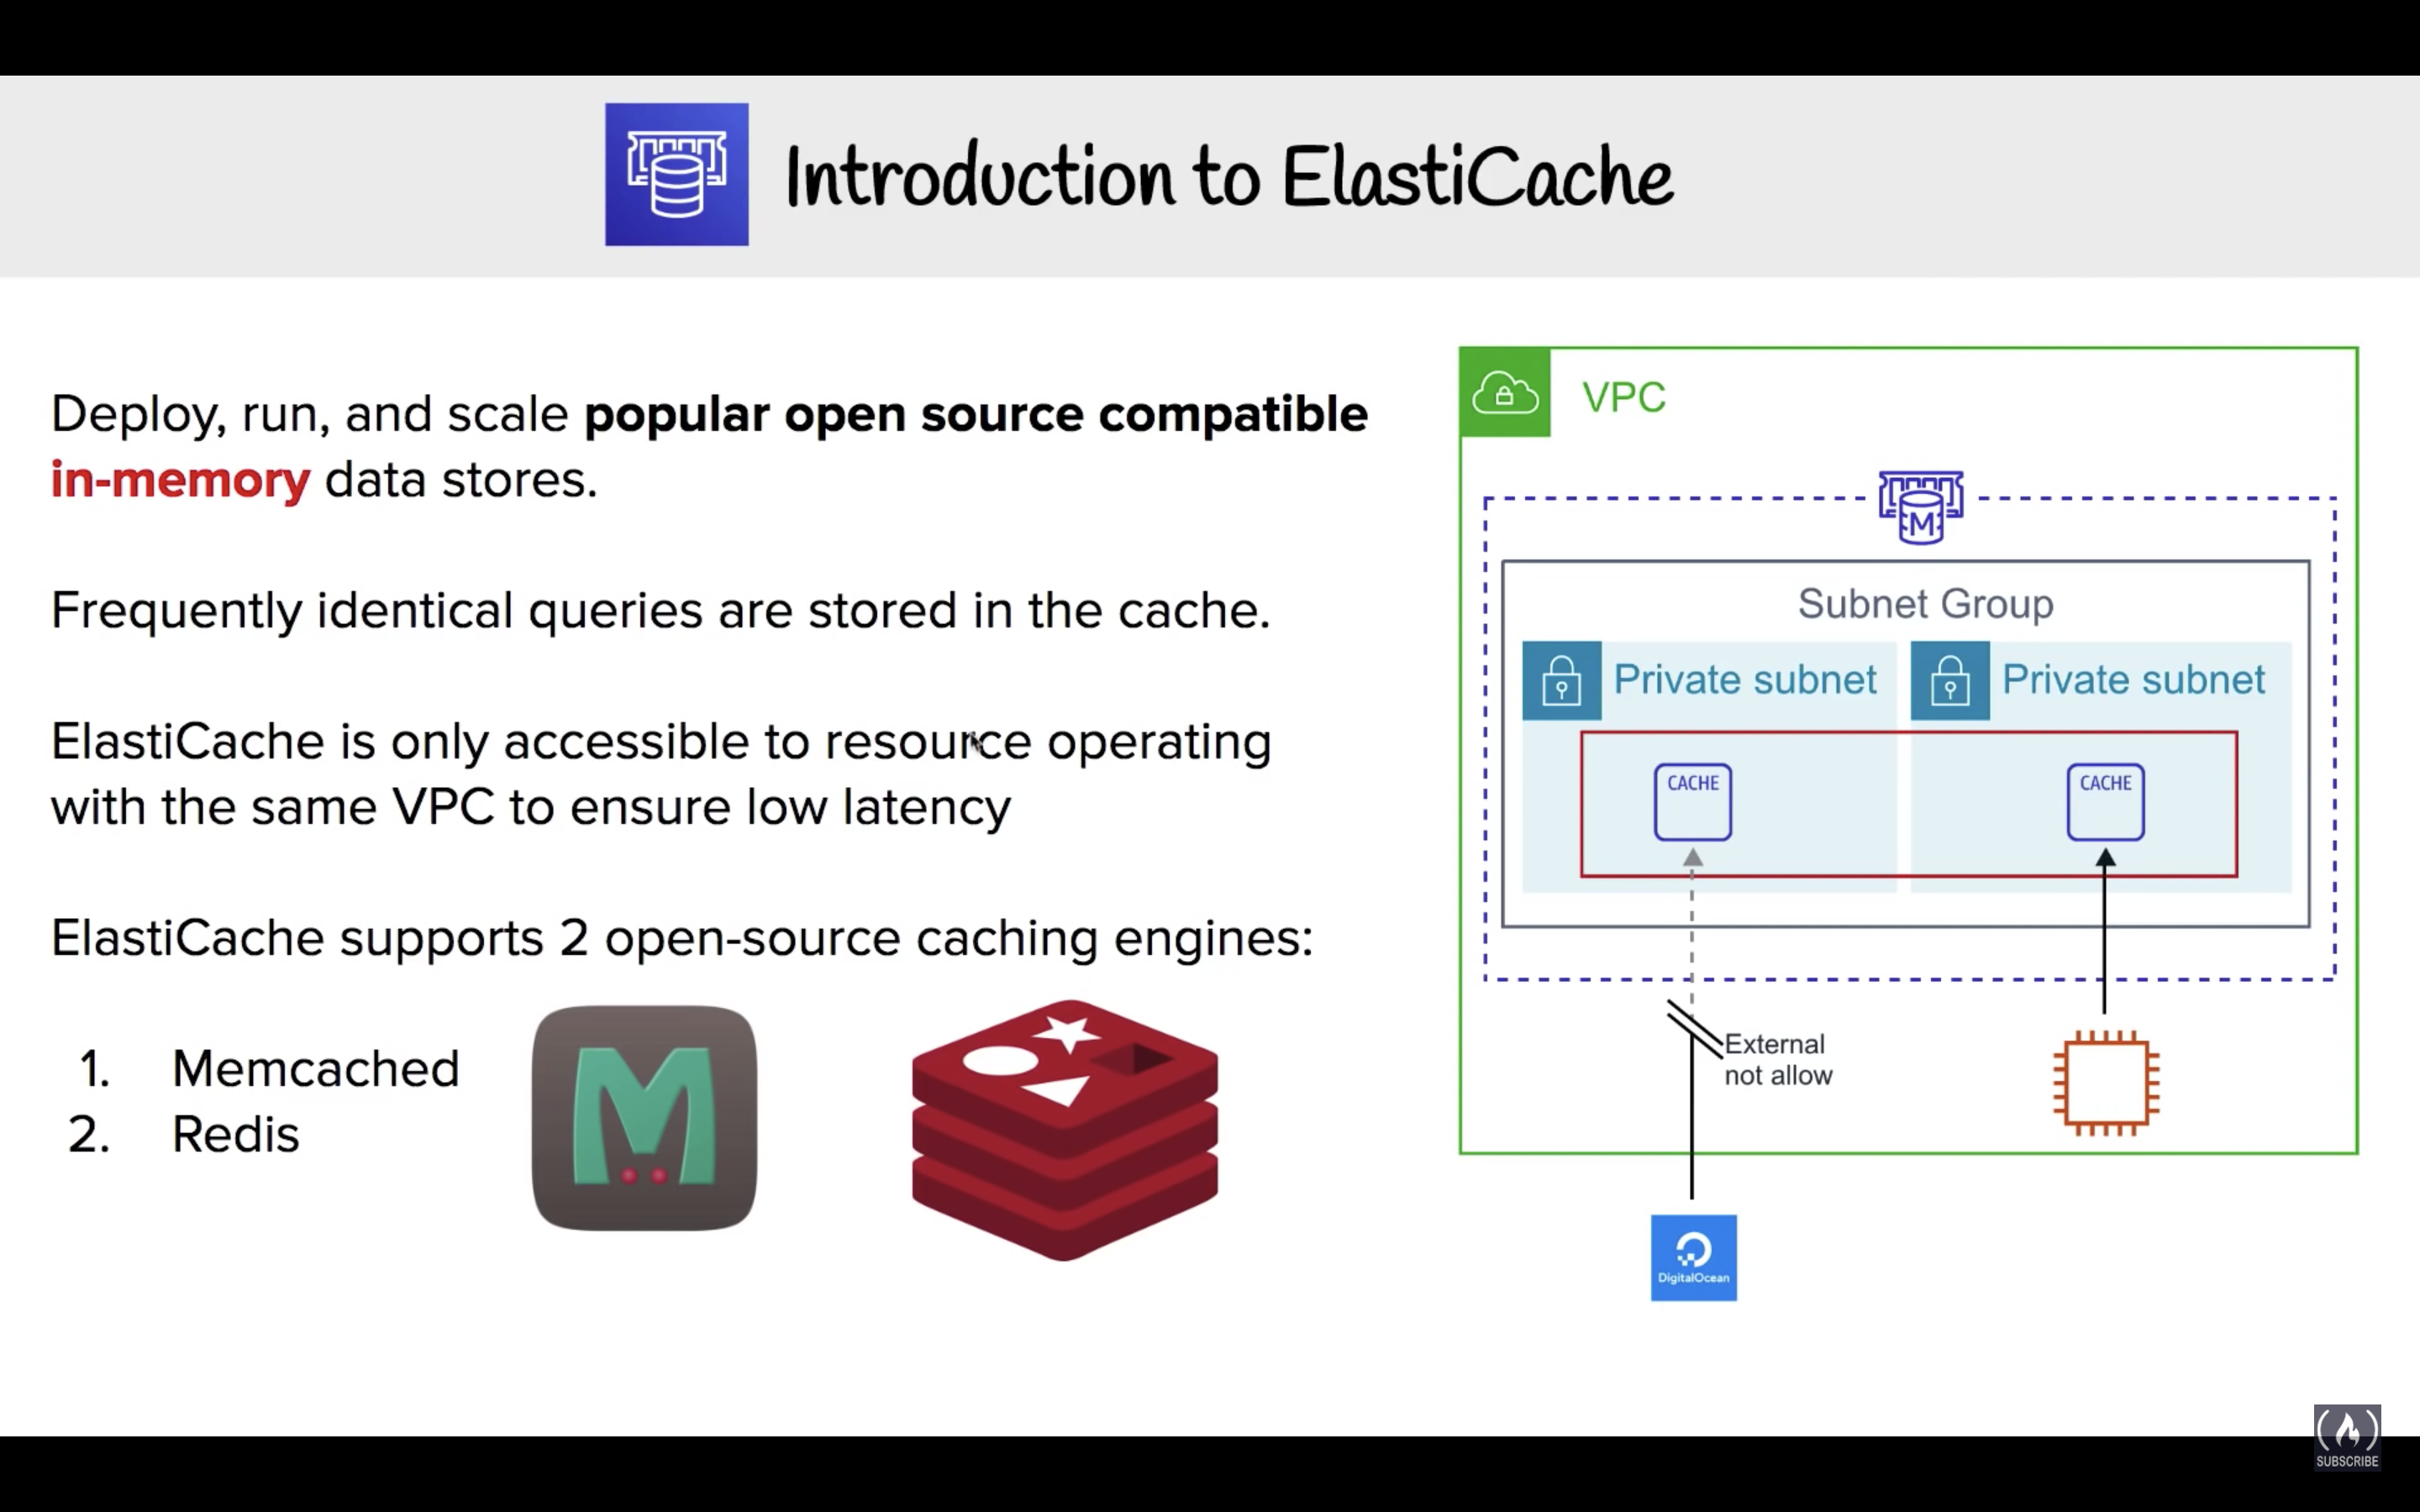 Introduction to ElastiCache
Deploy, run, and scale popular open source compatible
in-memory data stores.
Frequently identical queries are stored in the cache.
ElastiCache is only accessible to resource operating
with the same VPC to ensure low latency
ElastiCache supports 2 open-source caching engines:
1. Memcached
2. Redis
VPC
M
Subnet Group
Private subnet
Private subnet
CACHE
CACHE
External
not allow
DigitalOcean
SUBSCRIBE